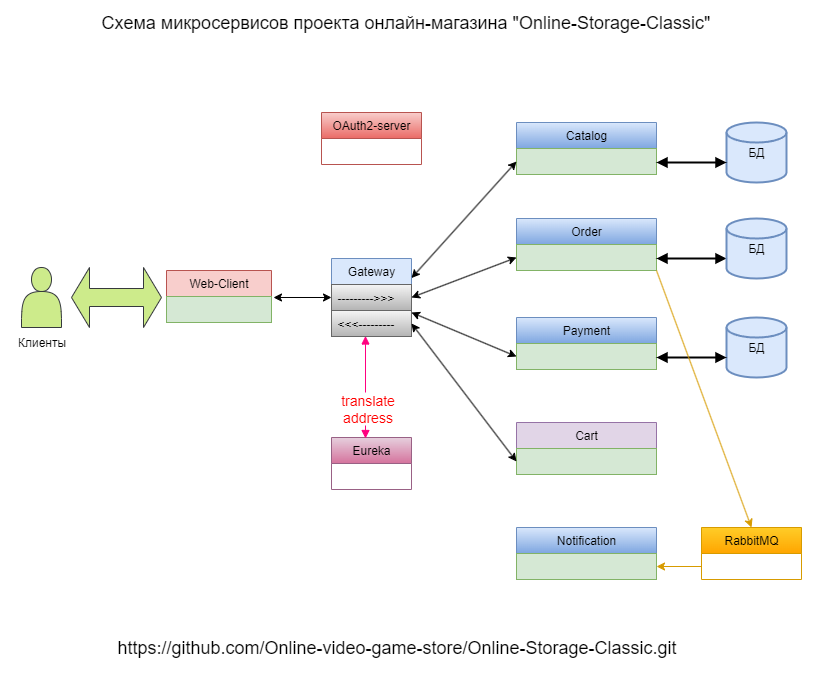 Схема микросервисов проекта онлайн-магазина "Online-Storage-Classic"
OAuth2-server
Catalog
БД
Order
БД
Gateway
Web-Client
--------->>>
<<<---------
Клиенты
Payment
БД
translate
address
Eureka
Cart
Notification
RabbitMQ
https://github.com/Online-video-game-store/Online-Storage-Classic.git